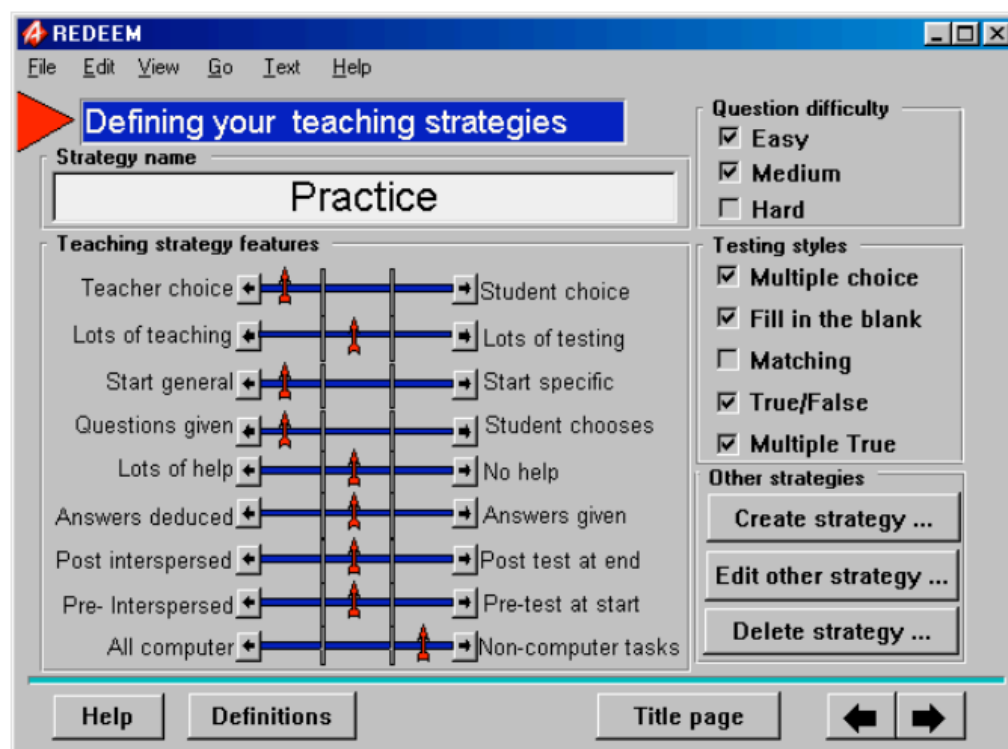 REDEEM
File Edit View Go Text Help
Defining your teaching strategies
Strategy name
Practice
Teaching strategy features
Teacher choice Student choice
Lots of teaching Lots of testing
Start general Start specific
Questions given Student chooses
Lots of help No help
Answers deduced Answers given
Post interspersed Post test at end
Pre- Interspersed Pre-test at start
All computer Non-computer tasks
Question difficulty
Easy
Medium
Hard
Testing styles
Multiple choice
Fill in the blank
Matching
True/False
Multiple True
Other strategies
Create strategy ...
Edit other strategy ...
Delete strategy ...
Help Definitions Title page